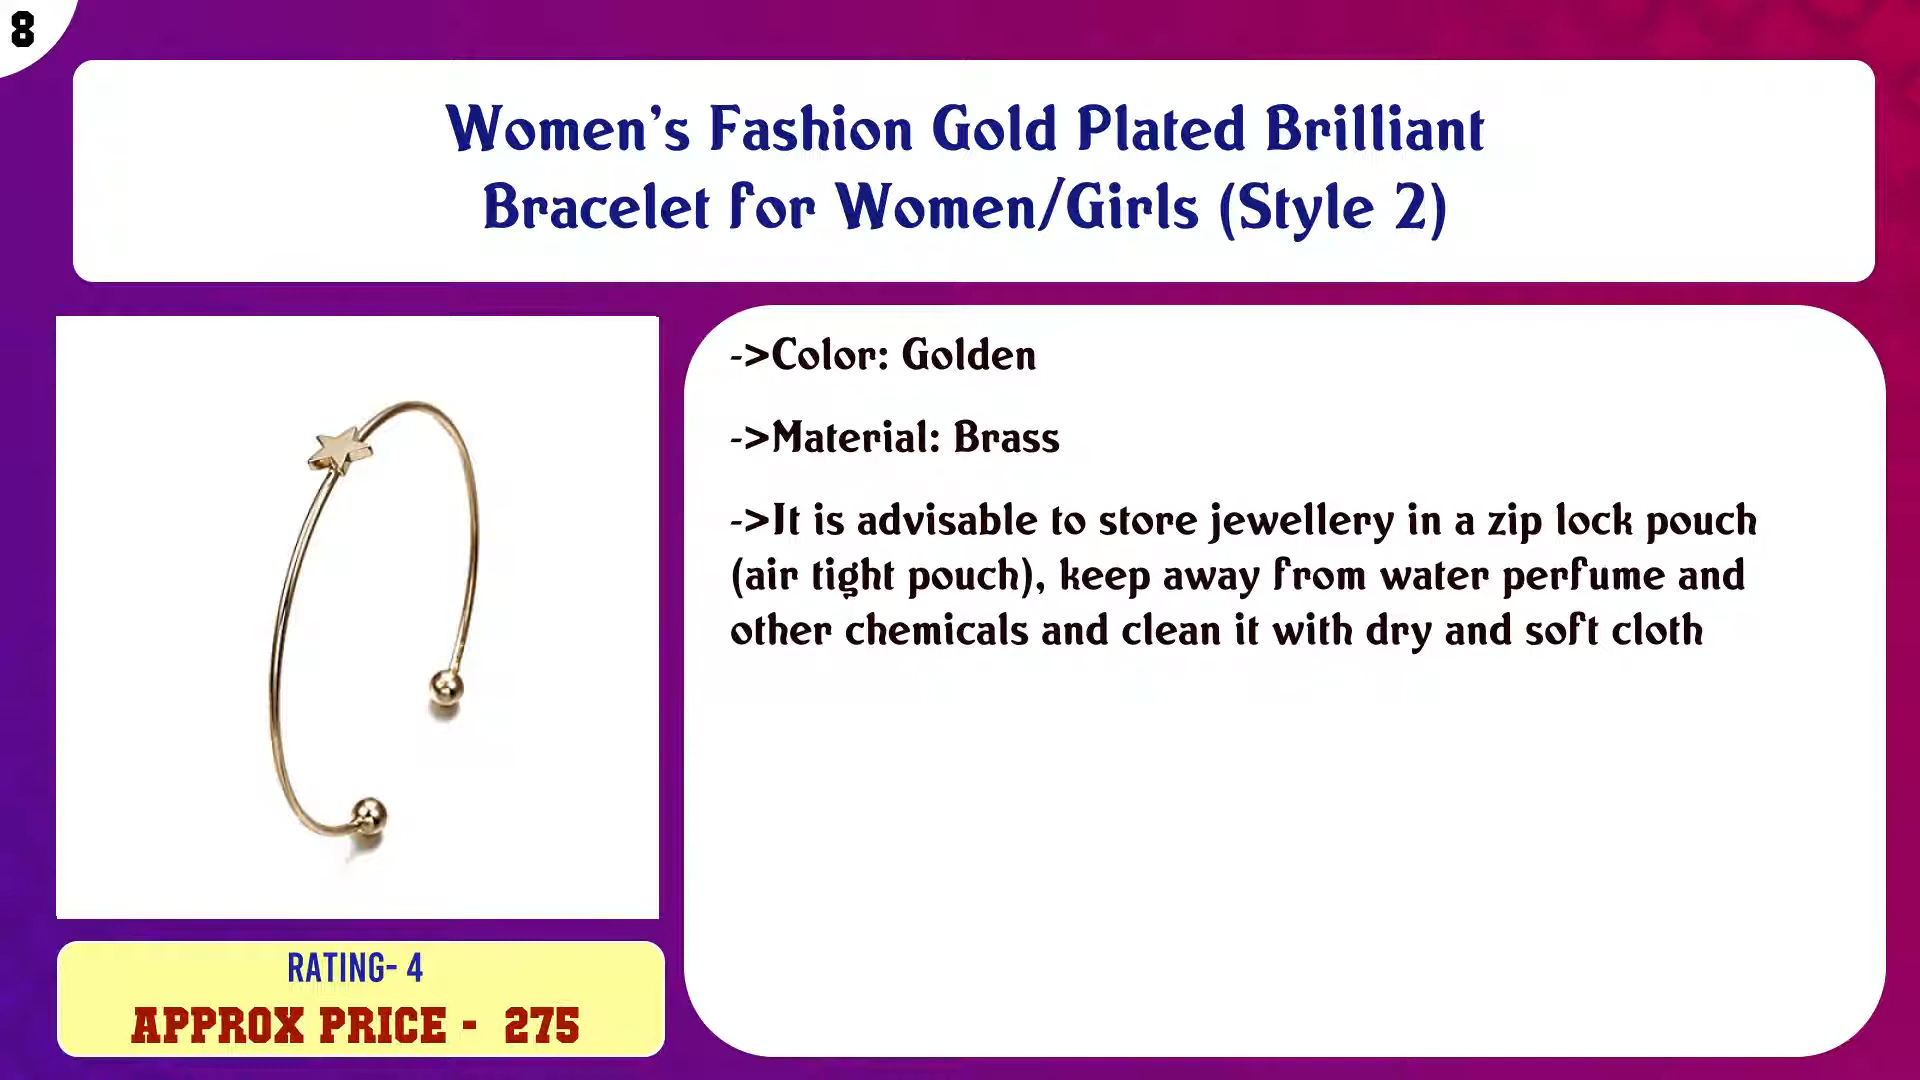 8
Women's Fashion Gold Plated Brilliant
Bracelet for Women/Girls (Style 2)
->Color: Golden
->Material: Brass
->It is advisable to store jewellery in a zip lock pouch
(air tight pouch), keep away from water perfume and
other chemicals and clean it with dry and soft cloth
RATING- 4
APPROX PRICE - 275